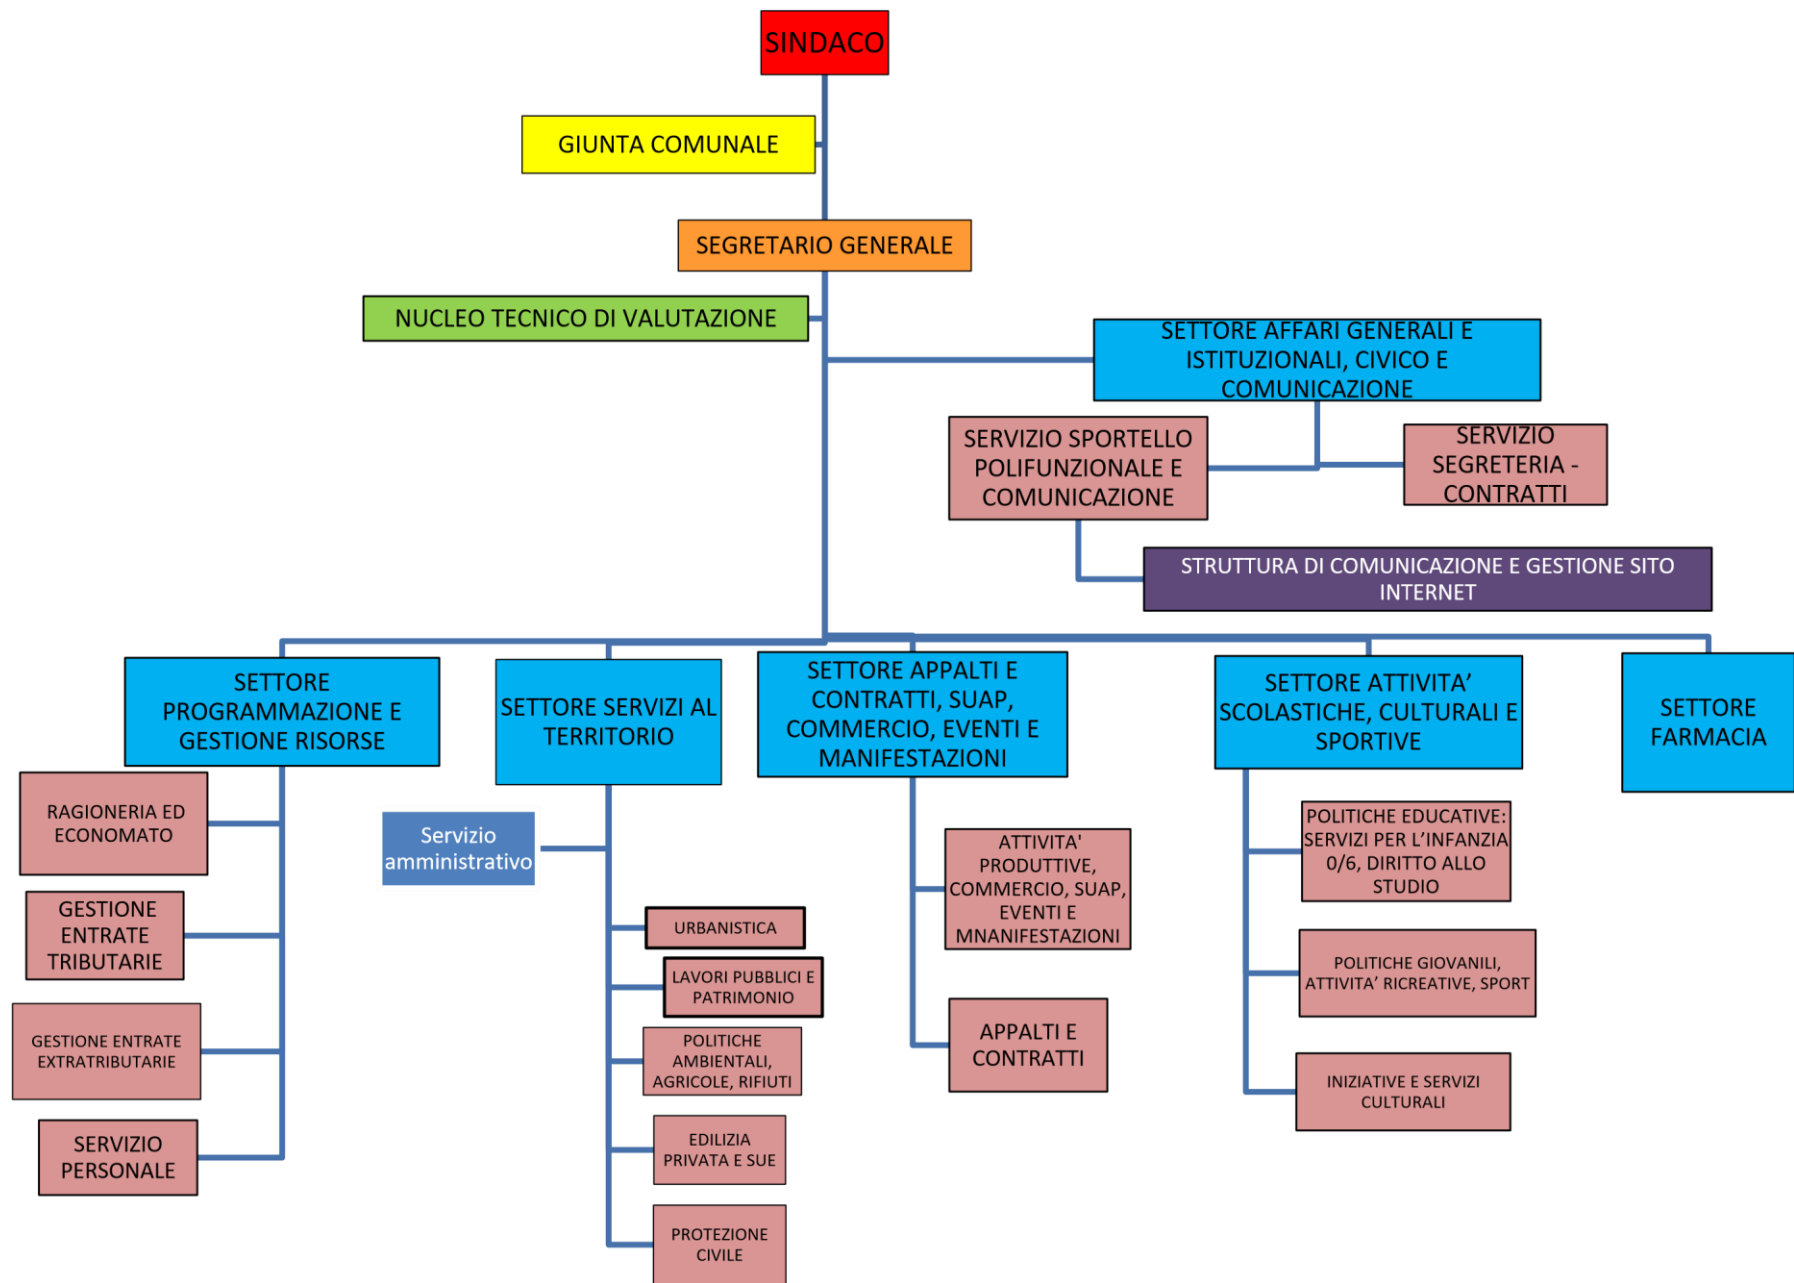 SINDACO
GIUNTA COMUNALE
SEGRETARIO GENERALE
NUCLEO TECNICO DI VALUTAZIONE
SETTORE AFFARI GENERALI E
ISTITUZIONALI, CIVICO E
COMUNICAZIONE
SERVIZIO SPORTELLO
POLIFUNZIONALE E
COMUNICAZIONE
SERVIZIO
SEGRETERIA -
CONTRATTI
STRUTTURA DI COMUNICAZIONE E GESTIONE SITO
INTERNET
SETTORE
PROGRAMMAZIONE E
GESTIONE RISORSE
RAGIONERIA ED
ECONOMATO
GESTIONE
ENTRATE
TRIBUTARIE
GESTIONE ENTRATE
EXTRATRIBUTARIE
SERVIZIO
PERSONALE
SETTORE SERVIZI AL
TERRITORIO
Servizio
amministrativo
URBANISTICA
LAVORI PUBBLICI E
PATRIMONIO
POLITICHE
AMBIENTALI,
AGRICOLE, RIFIUTI
EDILIZIA
PRIVATA E SUE
PROTEZIONE
CIVILE
SETTORE APPALTI E
CONTRATTI, SUAP,
COMMERCIO, EVENTI E
MANIFESTAZIONI
ATTIVITA' PRODUTTIVE,
COMMERCIO, SUAP,
EVENTI E
MNANIFESTAZIONI
APPALTI E
CONTRATTI
SETTORE ATTIVITA’
SCOLASTICHE, CULTURALI E
SPORTIVE
POLITICHE EDUCATIVE:
SERVIZI PER L’INFANZIA
0/6, DIRITTO ALLO
STUDIO
POLITICHE GIOVANILI,
ATTIVITA’ RICREATIVE, SPORT
INIZIATIVE E SERVIZI
CULTURALI
SETTORE
FARMACIA